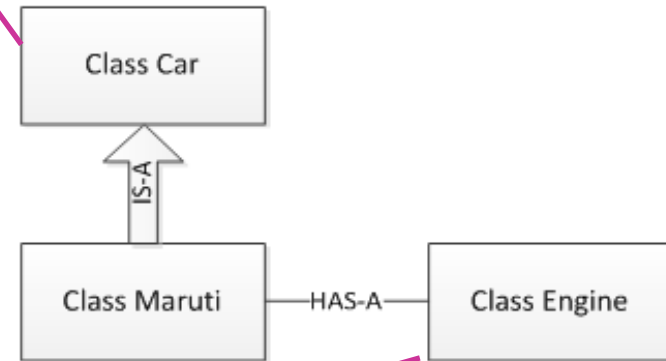 Class Car
IS-A
Class Maruti
HAS-A
Class Engine